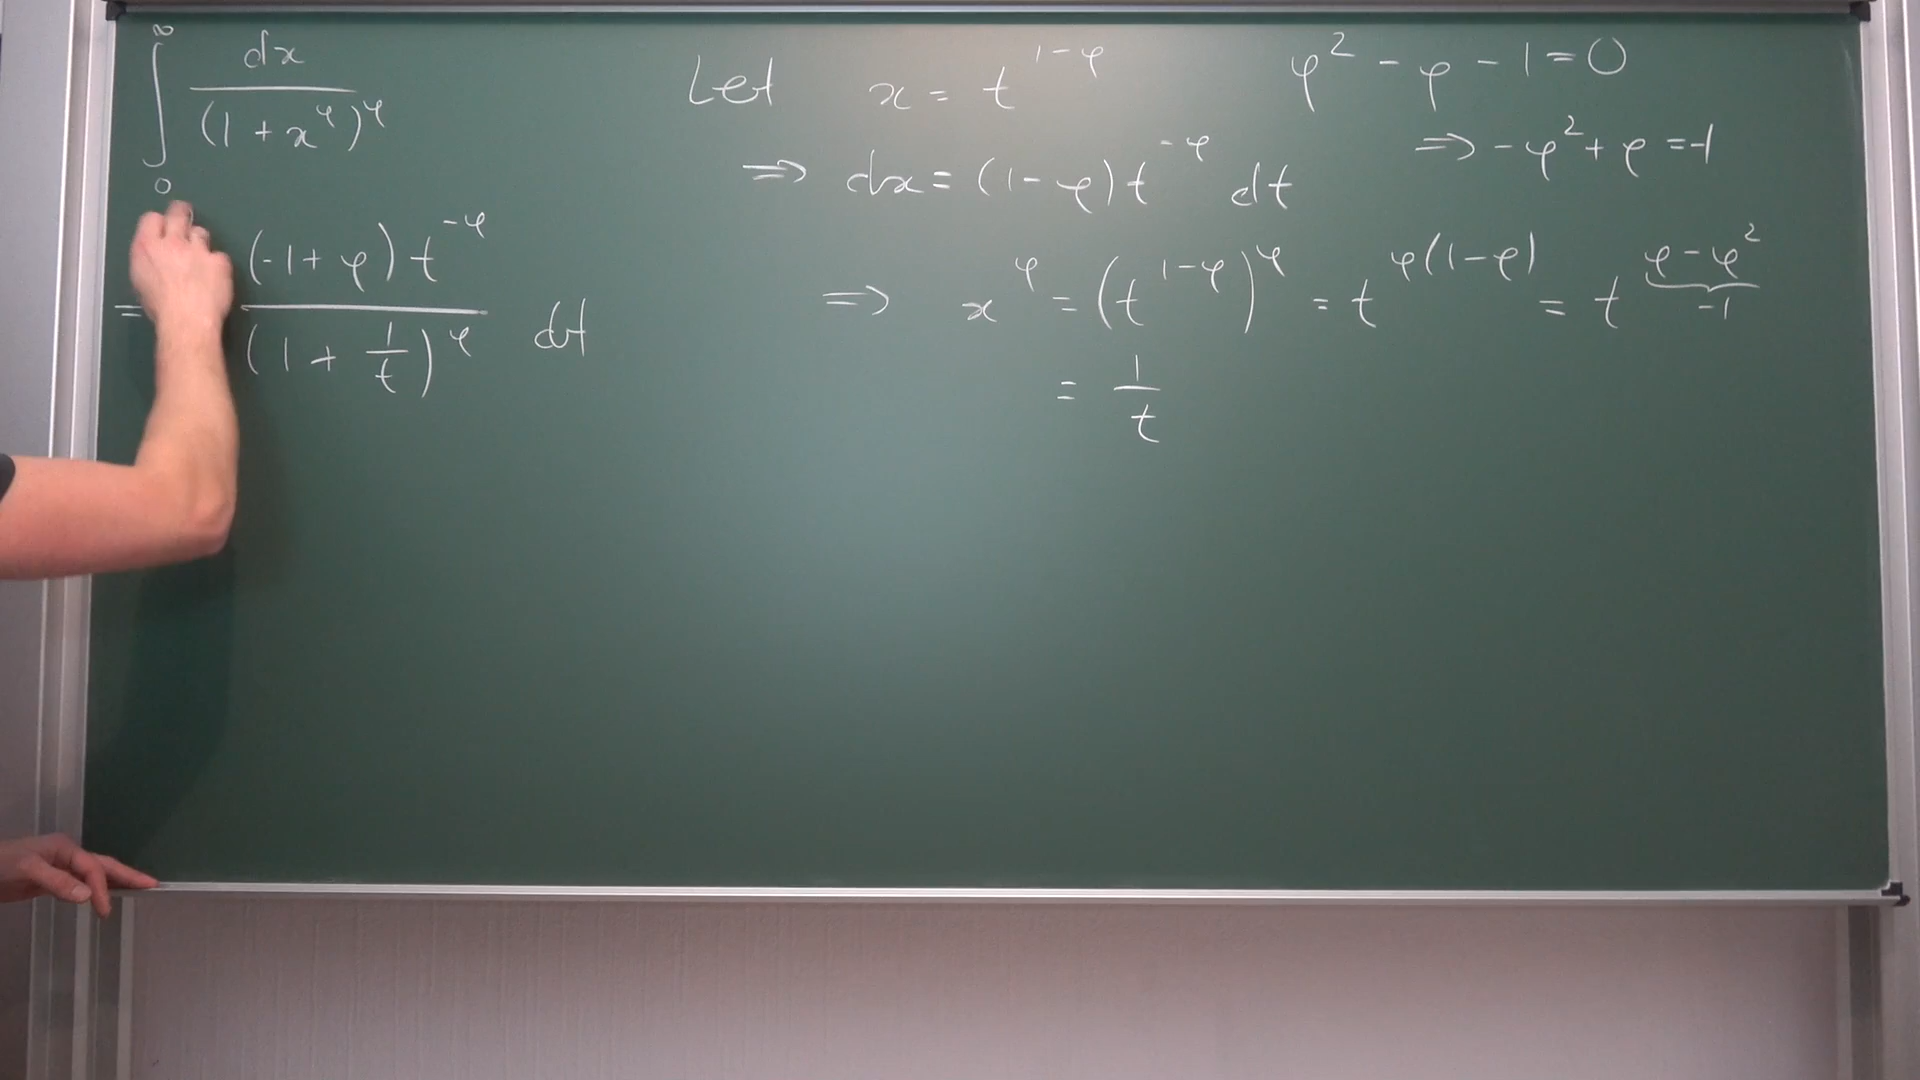 ∫₀^∞ dx / (1 + x^φ)^φ
= (-1 + φ) t^(-φ) / (1 + 1/t)^φ dt
Let x = t^(1-φ)
⇒ dx = (1-φ) t^(-φ) dt
⇒ x^φ = (t^(1-φ))^φ = t^(φ(1-φ)) = t^(φ-φ²)
-1
= 1/t
φ² - φ - 1 = 0
⇒ -φ² + φ = -1